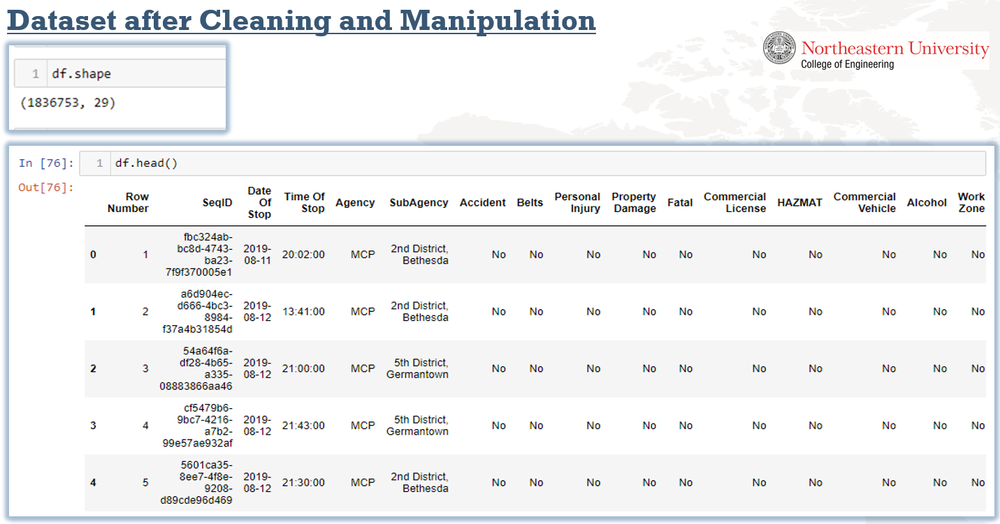 Dataset after Cleaning and Manipulation
Northeastern University
College of Engineering
1 df.shape
(1836753, 29)
In [76]: 1 df.head()
Out[76]:
Row Number SeqID Date Of Stop Time Of Stop Agency SubAgency Accident Belts Personal Injury Property Damage Fatal Commercial License HAZMAT Commercial Vehicle Alcohol Work Zone
0 1 fbc324ab-bc8d-4743-ba23-7f9f370005e1 2019-08-11 20:02:00 MCP 2nd District, Bethesda No No No No No No No No No No
1 2 a6d904ec-d666-4bc3-8984-f37a4b31854d 2019-08-12 13:41:00 MCP 2nd District, Bethesda No No No No No No No No No No
2 3 54a64f6a-df28-4b65-a335-08883866aa46 2019-08-12 21:00:00 MCP 5th District, Germantown No No No No No No No No No No
3 4 cf5479b6-9bc7-4216-a7b2-99e57ae932af 2019-08-12 21:43:00 MCP 5th District, Germantown No No No No No No No No No No
4 5 5601ca35-8ee7-4f8e-9208-d89cde96d469 2019-08-12 21:30:00 MCP 2nd District, Bethesda No No No No No No No No No No